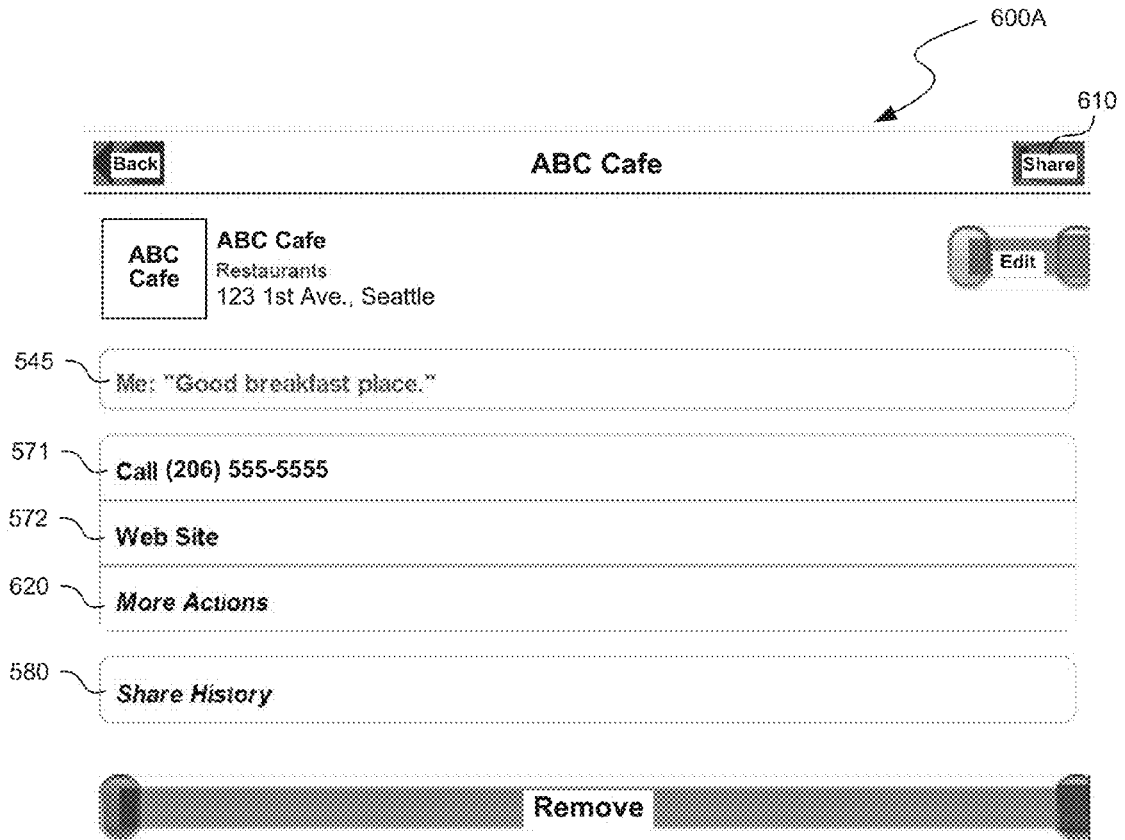 600A
610
Back ABC Cafe Share
ABC
Cafe
ABC Cafe
Restaurants
123 1st Ave., Seattle
Edit
545
Me: "Good breakfast place."
571
Call (206) 555-5555
572
Web Site
620
More Actions
580
Share History
Remove